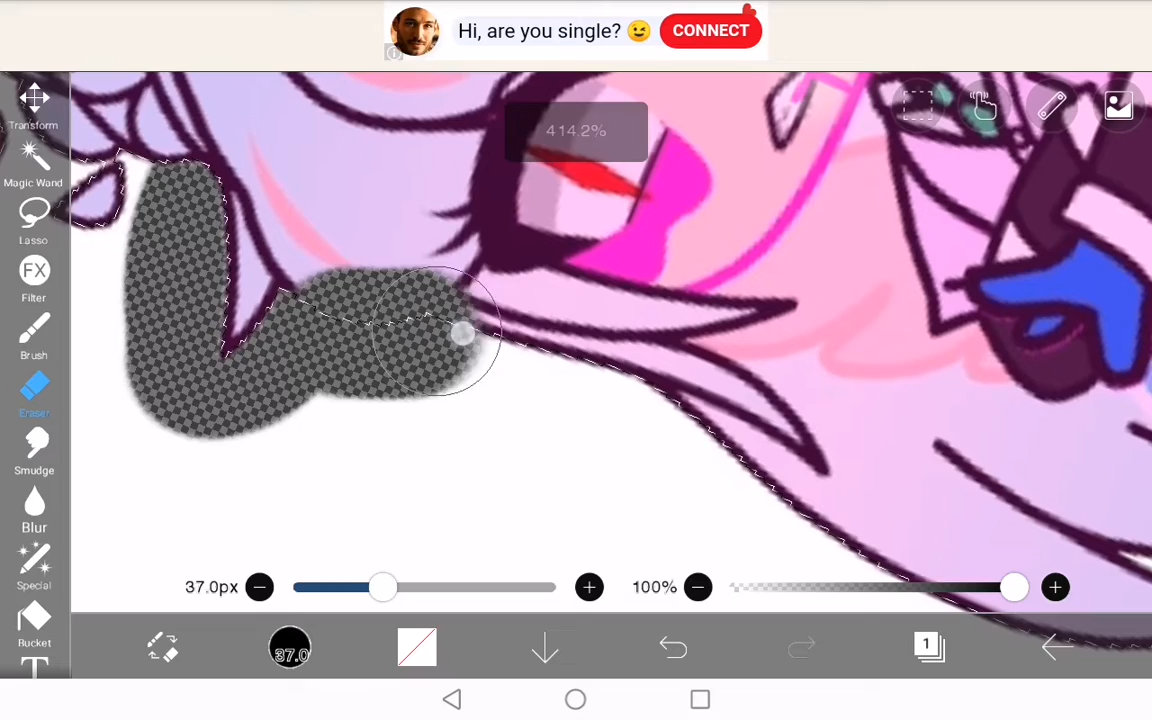 Hi, are you single? 😉 CONNECT
414.2%
Transform
Magic Wand
Lasso
FX
Filter
Brush
Eraser
Smudge
Blur
Special
Bucket
T
37.0px
100%
37.0
1